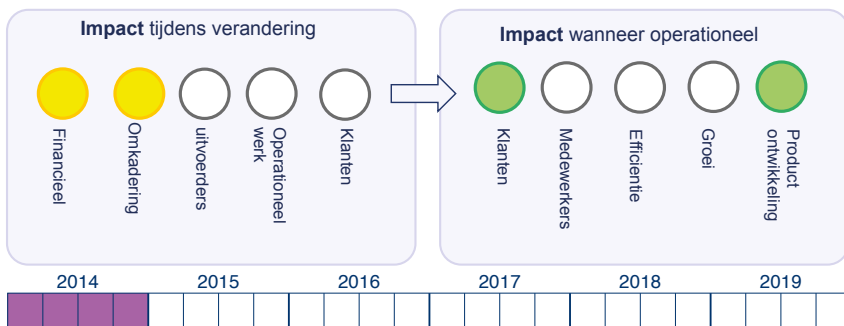 Impact tijdens verandering
Financieel
Omkadering
uitvoerders
Operationeel
werk
Klanten
Impact wanneer operationeel
Klanten
Medewerkers
Efficientie
Groei
Product
ontwikkeling
2014 2015 2016 2017 2018 2019